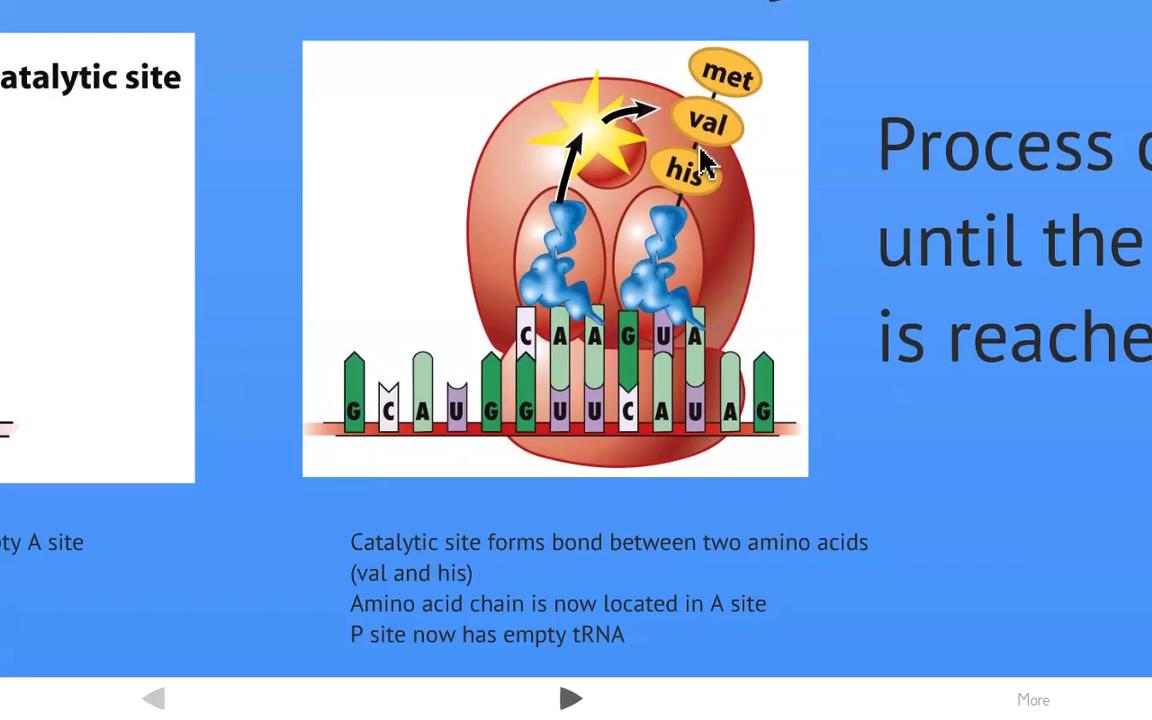 atalytic site
met
val
his
C A A G U A
G C A U G G U U C A U A G
Process
until the
is reache
ty A site
Catalytic site forms bond between two amino acids
(val and his)
Amino acid chain is now located in A site
P site now has empty tRNA
More